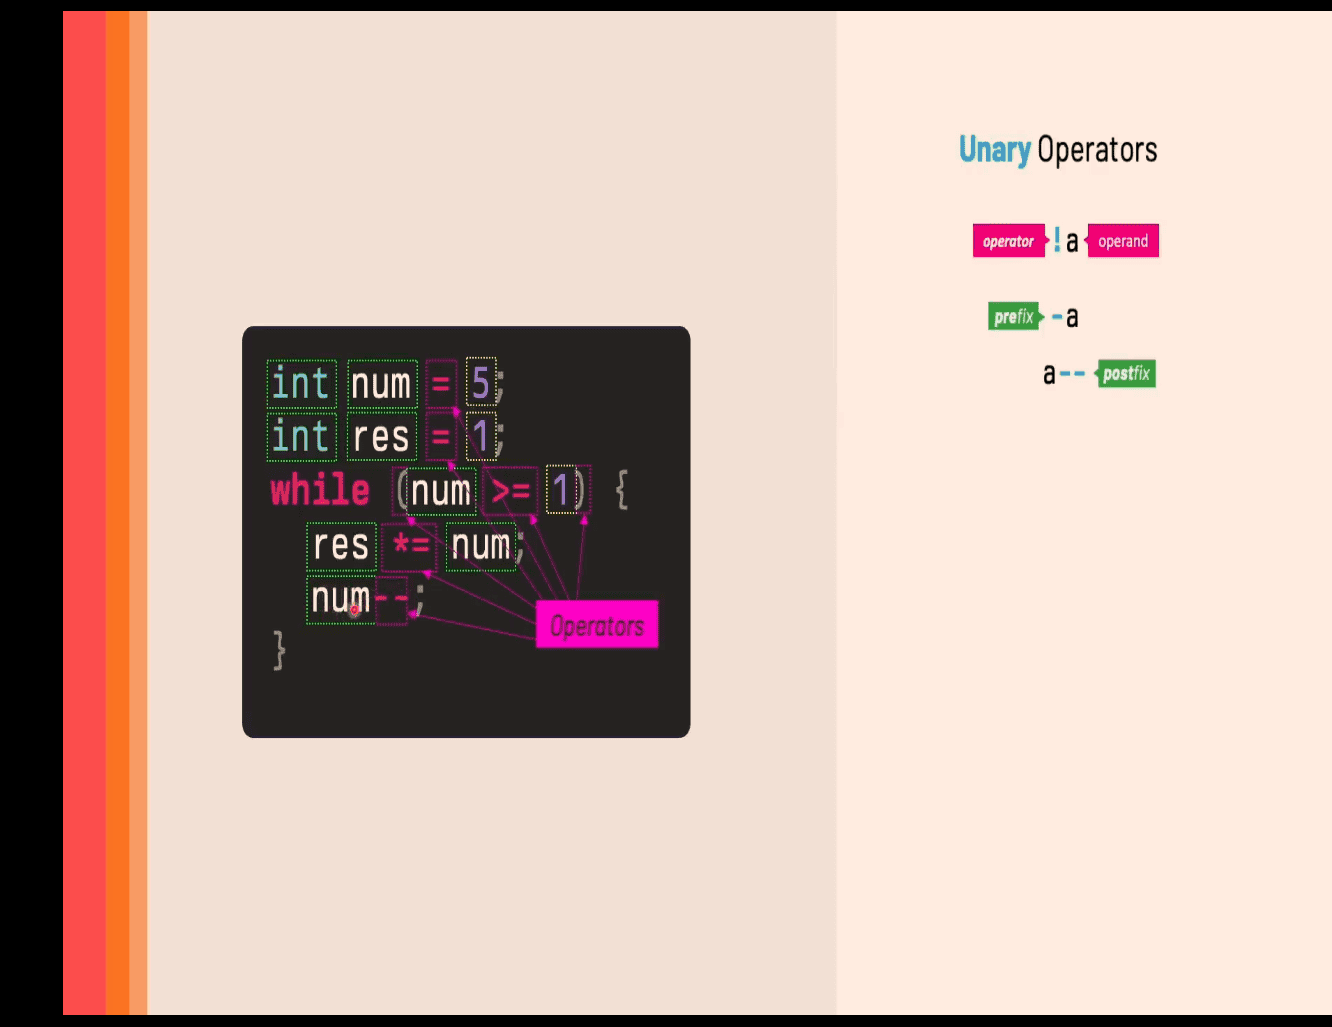 int num = 5;
int res = 1;
while (num >= 1) {
res *= num;
num--;
}
Operators
Unary Operators
operator !a operand
prefix -a
a-- postfix